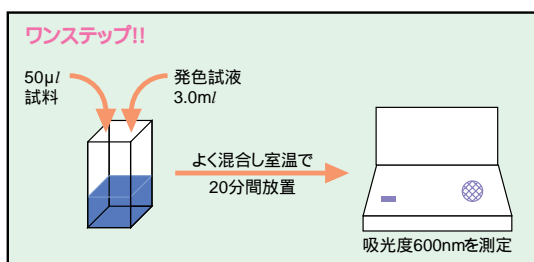 ワンステップ!!
50μl
試料
発色試液
3.0ml
よく混合し室温で
20分間放置
吸光度600nmを測定